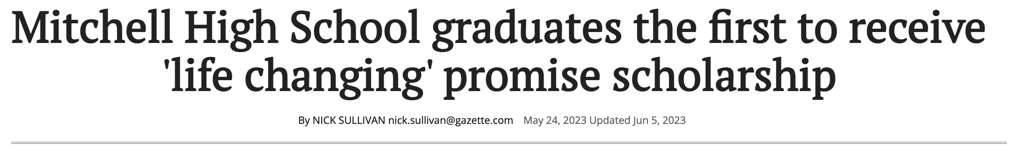 Mitchell High School graduates the first to receive
'life changing' promise scholarship
By NICK SULLIVAN nick.sullivan@gazette.com May 24, 2023 Updated Jun 5, 2023